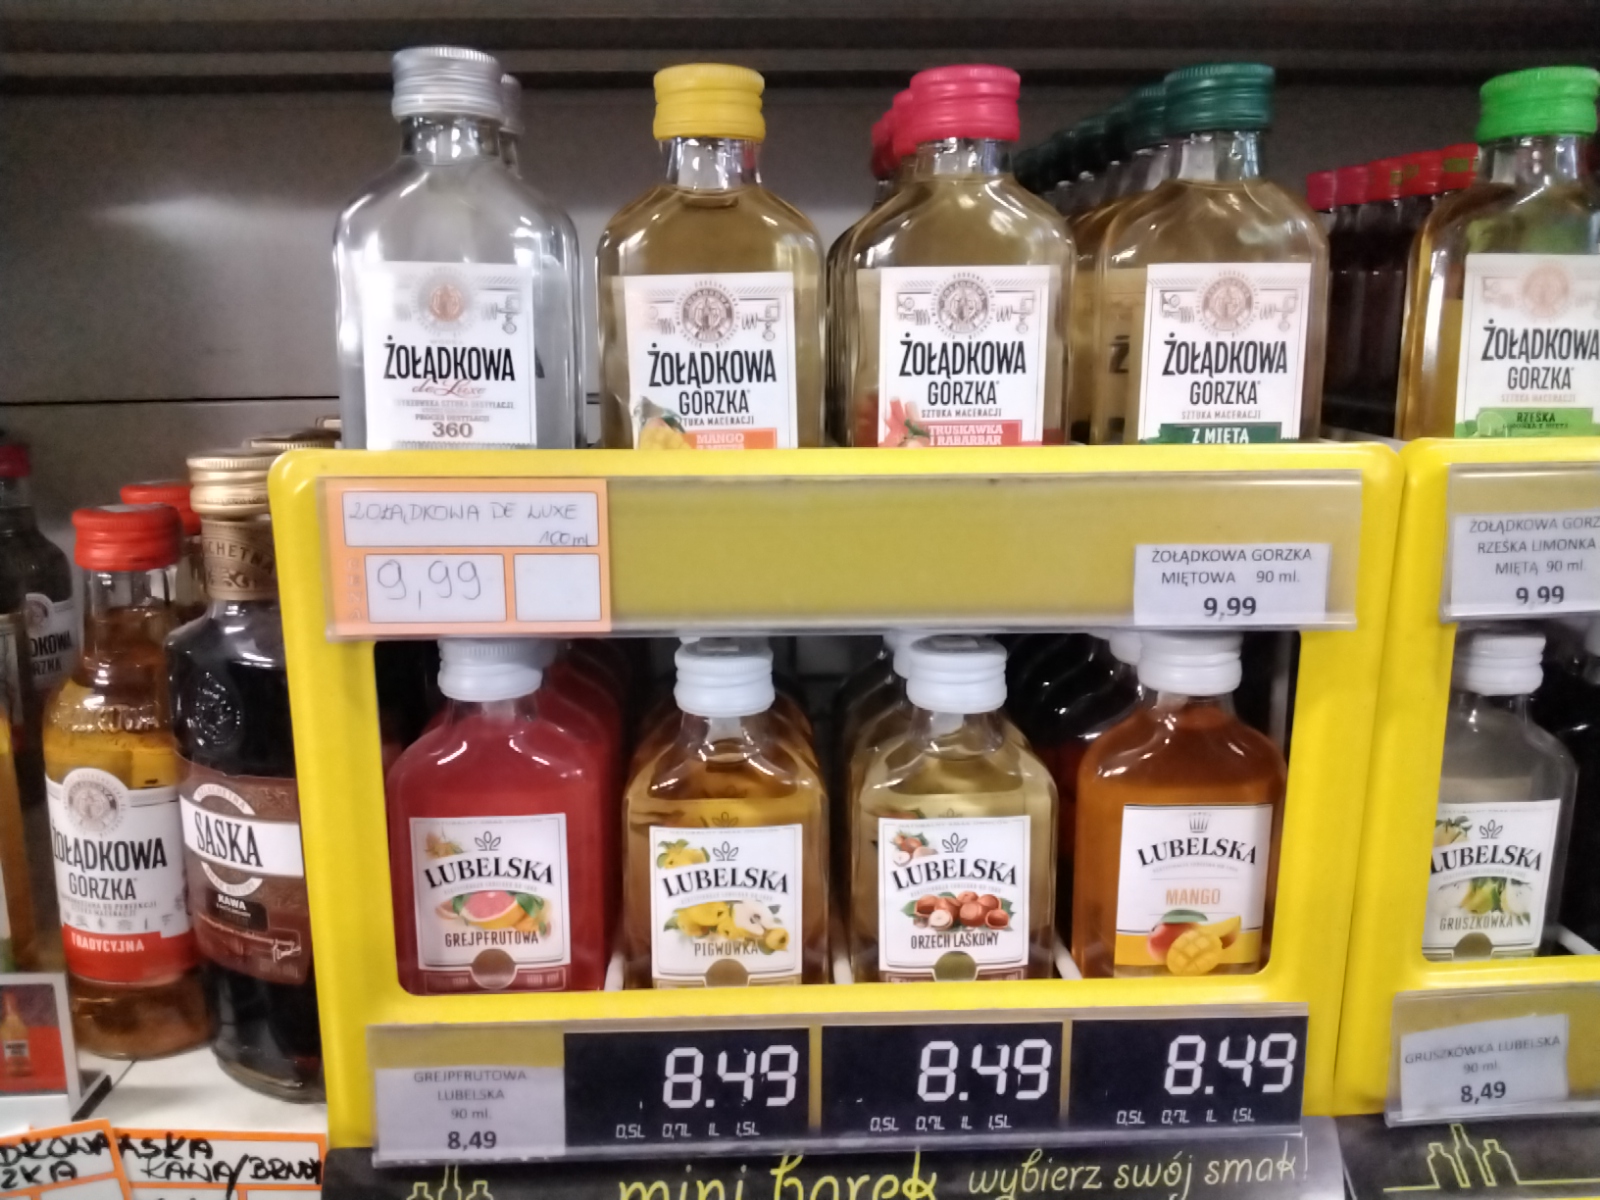 ŻOŁĄDKOWA
de Luxe
360
ŻOŁĄDKOWA
GORZKA
SZTUKA MACERACJI
MANGO
ŻOŁĄDKOWA
GORZKA
SZTUKA MACERACJI
TRUSKAWKA
I RABARBAR
ŻOŁĄDKOWA
GORZKA
SZTUKA MACERACJI
Z MIĘTĄ
ŻOŁĄDKOWA
GORZKA
SZTUKA MACERACJI
RZEŚKA
ŻOŁĄDKOWA DE LUXE
100ml
9,99
ŻOŁĄDKOWA GORZKA
MIĘTOWA 90 ml.
9,99
ŻOŁĄDKOWA GORZ
RZEŚKA LIMONKA
MIĘTĄ 90 ml.
9,99
ŻOŁĄDKOWA
GORZKA
SZTUKA MACERACJI
TRADYCYJNA
SASKA
KAWA
LUBELSKA
GREJPFRUTOWA
LUBELSKA
PIGWÓWKA
LUBELSKA
ORZECH LASKOWY
LUBELSKA
MANGO
LUBELSKA
GRUSZKÓWKA
GREJPFRUTOWA
LUBELSKA
90 ml.
8,49
8.49
0,5L 0,7L 1L 1,5L
8.49
0,5L 0,7L 1L 1,5L
8.49
0,5L 0,7L 1L 1,5L
GRUSZKÓWKA LUBELSKA
90 ml.
8,49
mini barek wybierz swój smak!